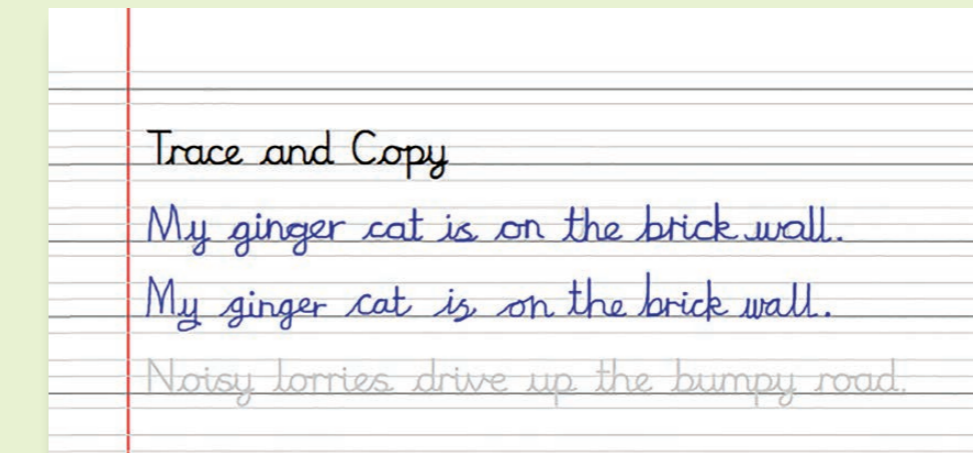 Trace and Copy
My ginger cat is on the brick wall.
My ginger cat is on the brick wall.
Noisy lorries drive up the bumpy road.